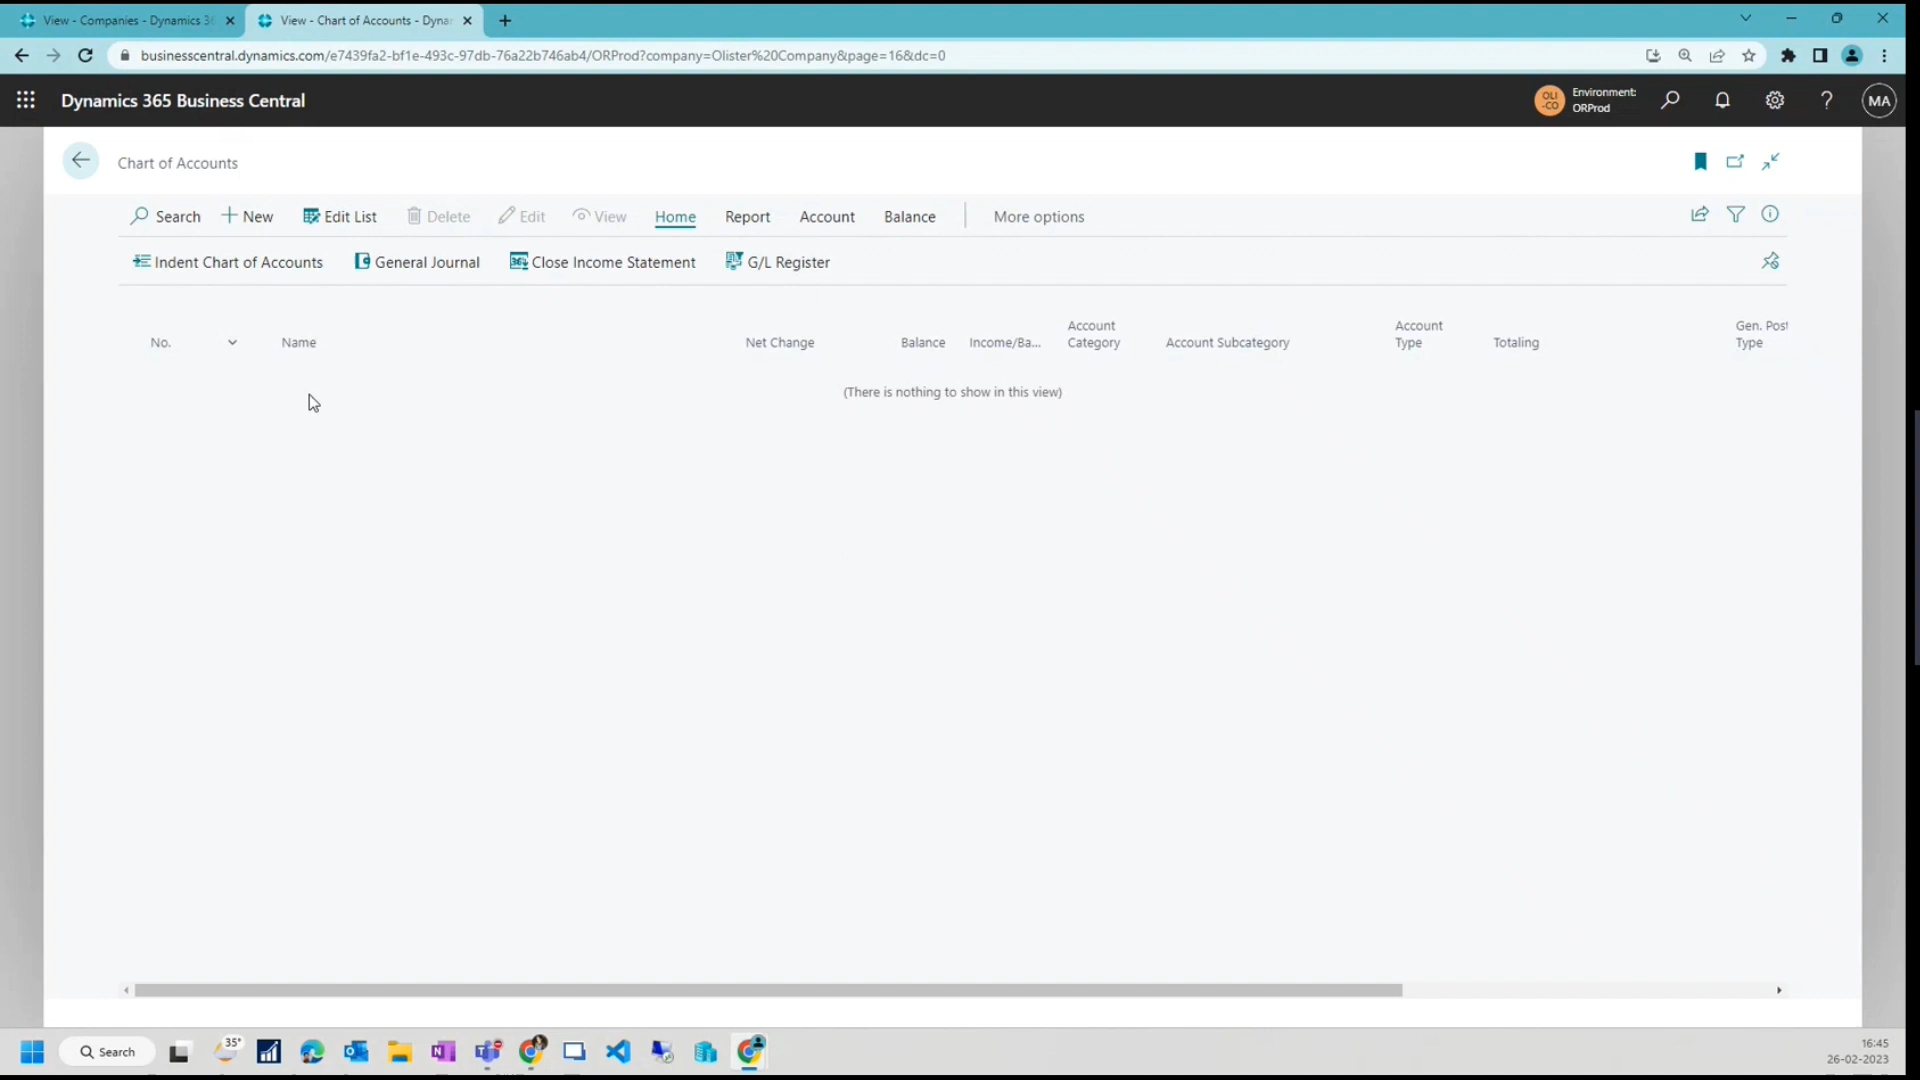 View - Companies - Dynamics 36
View - Chart of Accounts - Dynar
businesscentral.dynamics.com/e7439fa2-bf1e-493c-97db-76a22b746ab4/ORProd?company=Olister%20Company&page=16&dc=0
Dynamics 365 Business Central
OLI
-CO
Environment:
ORProd
?
MA
Chart of Accounts
Search
New
Edit List
Delete
Edit
View
Home
Report
Account
Balance
More options
Indent Chart of Accounts
General Journal
Close Income Statement
G/L Register
No.
Name
Net Change
Balance
Income/Ba...
Account
Category
Account Subcategory
Account
Type
Totaling
Gen. Post
Type
(There is nothing to show in this view)
Search
35°
16:45
26-02-2023